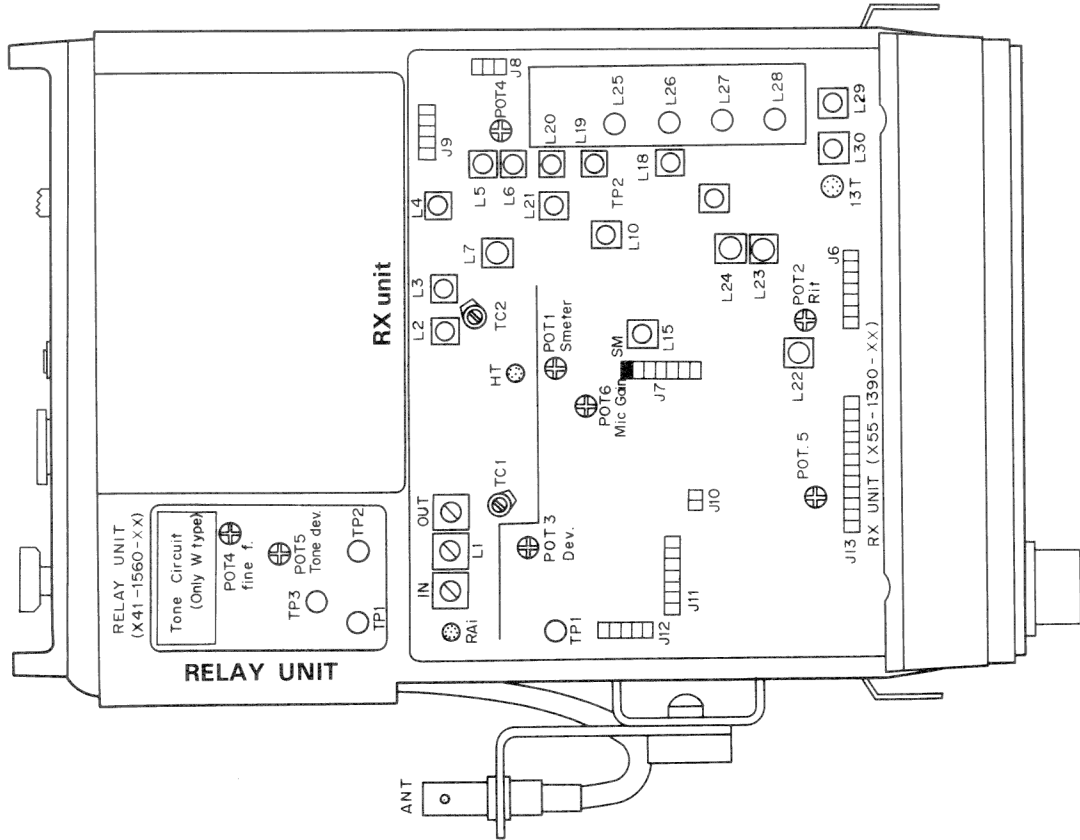 RELAY UNIT
(X41-1560-XX)
Tone Circuit
(Only W type)
POT4
fine f.
POT5
Tone dev.
TP3
TP2
TP1
RELAY UNIT
RX unit
IN
L1
OUT
RAi
TC1
L2
L3
TC2
HT
L4
L7
J9
J8
POT4
L5
L6
L20
L19
L21
TP2
L10
L18
L25
L26
L27
L28
L29
L30
13T
L24
L23
J6
POT2
Rit
L22
POT1
Smeter
POT6
Mic Gain
SM
L15
J7
POT3
Dev.
TP1
J12
J11
J10
POT.5
J13
RX UNIT (X55-1390-XX)
ANT